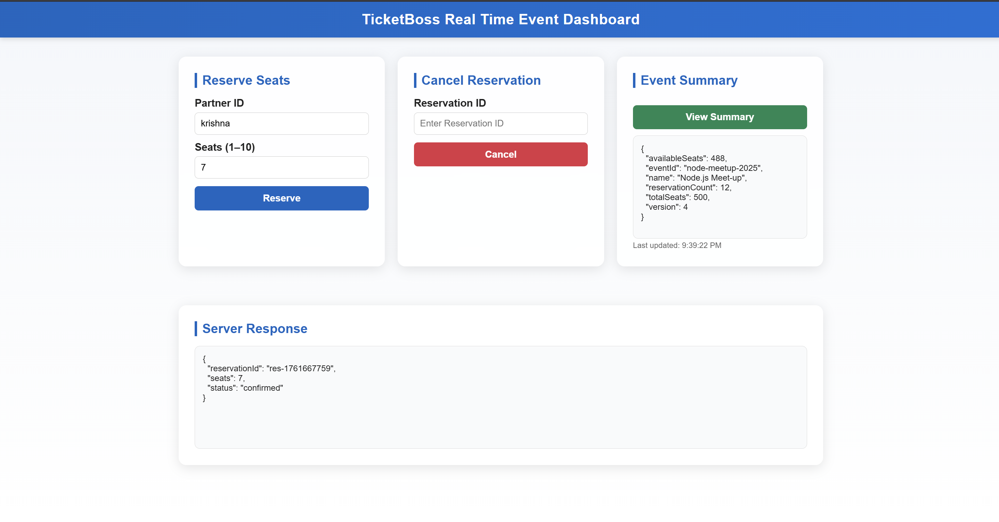 TicketBoss Real Time Event Dashboard
Reserve Seats
Partner ID
krishna
Seats (1–10)
7
Reserve
Cancel Reservation
Reservation ID
Enter Reservation ID
Cancel
Event Summary
View Summary
{
"availableSeats": 488,
"eventId": "node-meetup-2025",
"name": "Node.js Meet-up",
"reservationCount": 12,
"totalSeats": 500,
"version": 4
}
Last updated: 9:39:22 PM
Server Response
{
"reservationId": "res-1761667759",
"seats": 7,
"status": "confirmed"
}